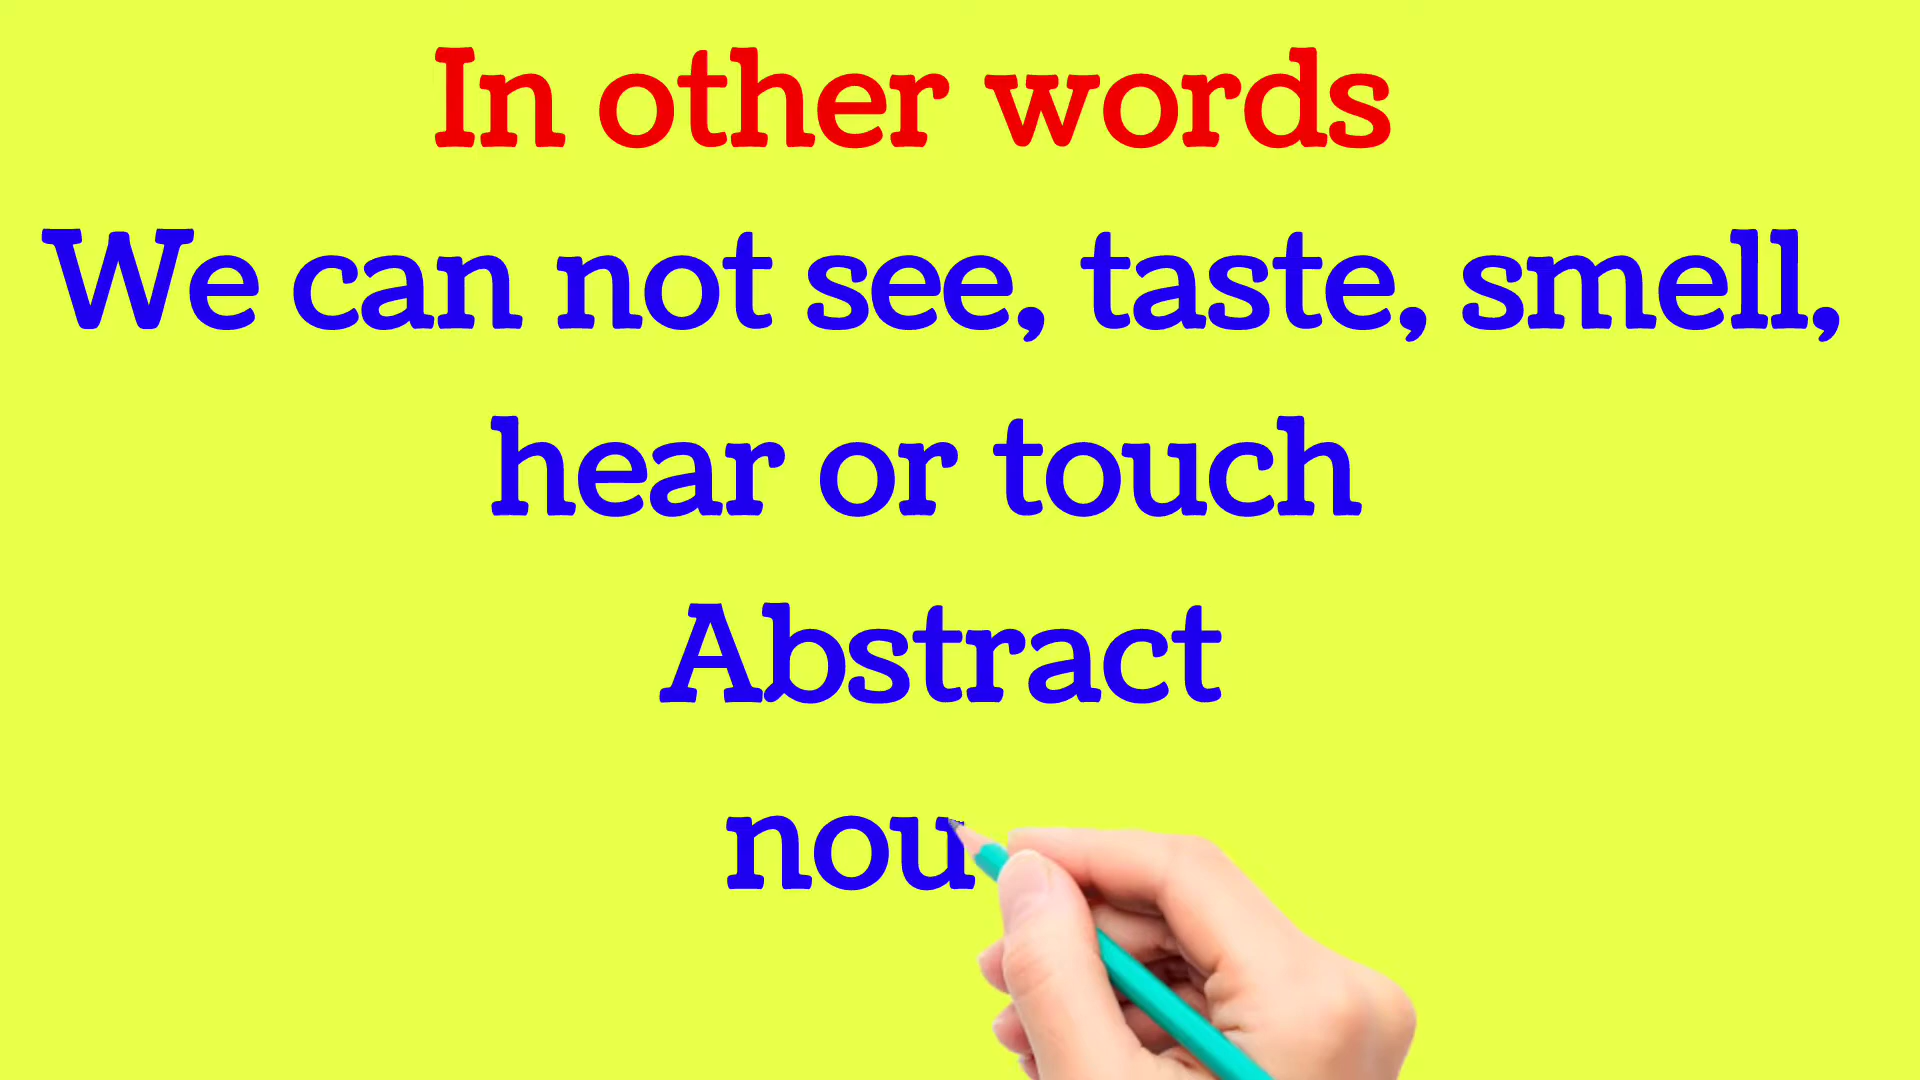 In other words
We can not see, taste, smell,
hear or touch
Abstract
nou